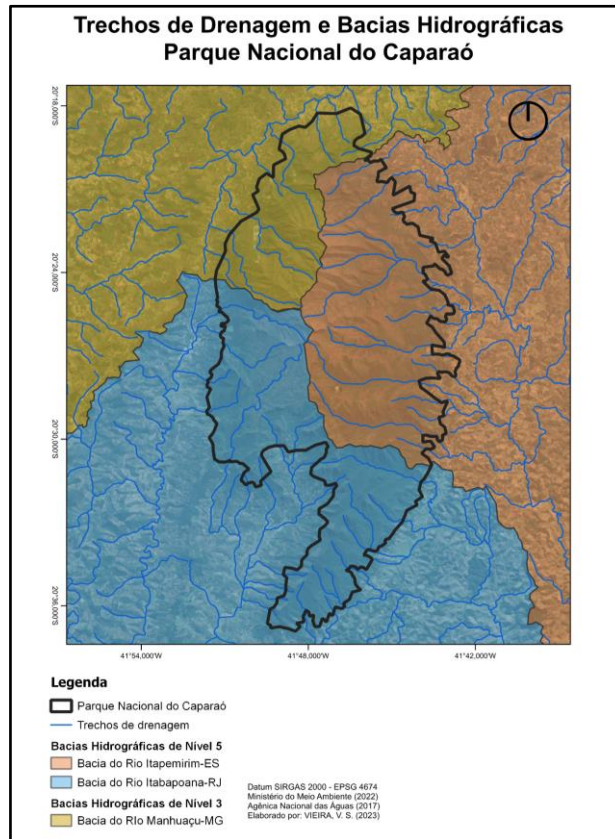 Trechos de Drenagem e Bacias Hidrográficas
Parque Nacional do Caparaó
20°18,000'S
20°24,000'S
20°30,000'S
20°36,000'S
41°54,000'W
41°48,000'W
41°42,000'W
Legenda
Parque Nacional do Caparaó
Trechos de drenagem
Bacias Hidrográficas de Nível 5
Bacia do Rio Itapemirim-ES
Bacia do Rio Itabapoana-RJ
Bacias Hidrográficas de Nível 3
Bacia do RIo Manhuaçu-MG
Datum SIRGAS 2000 - EPSG 4674
Ministério do Meio Ambiente (2022)
Agênica Nacional das Águas (2017)
Elaborado por: VIEIRA, V. S. (2023)